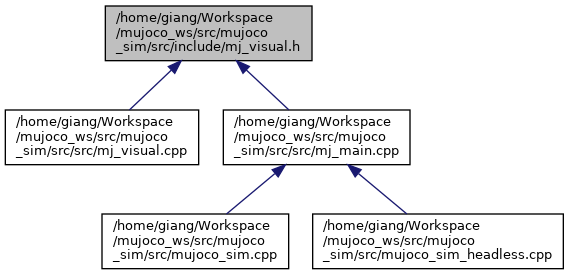 /home/giang/Workspace
/mujoco_ws/src/mujoco
_sim/src/include/mj_visual.h
/home/giang/Workspace
/mujoco_ws/src/mujoco
_sim/src/src/mj_visual.cpp
/home/giang/Workspace
/mujoco_ws/src/mujoco
_sim/src/src/mj_main.cpp
/home/giang/Workspace
/mujoco_ws/src/mujoco
_sim/src/mujoco_sim.cpp
/home/giang/Workspace
/mujoco_ws/src/mujoco
_sim/src/mujoco_sim_headless.cpp